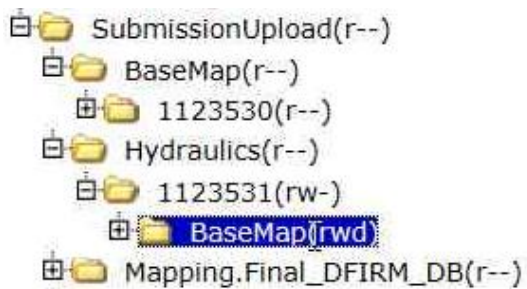 SubmissionUpload(r--)
BaseMap(r--)
1123530(r--)
Hydraulics(r--)
1123531(rw-)
BaseMap(rwd)
Mapping.Final_DFIRM_DB(r--)